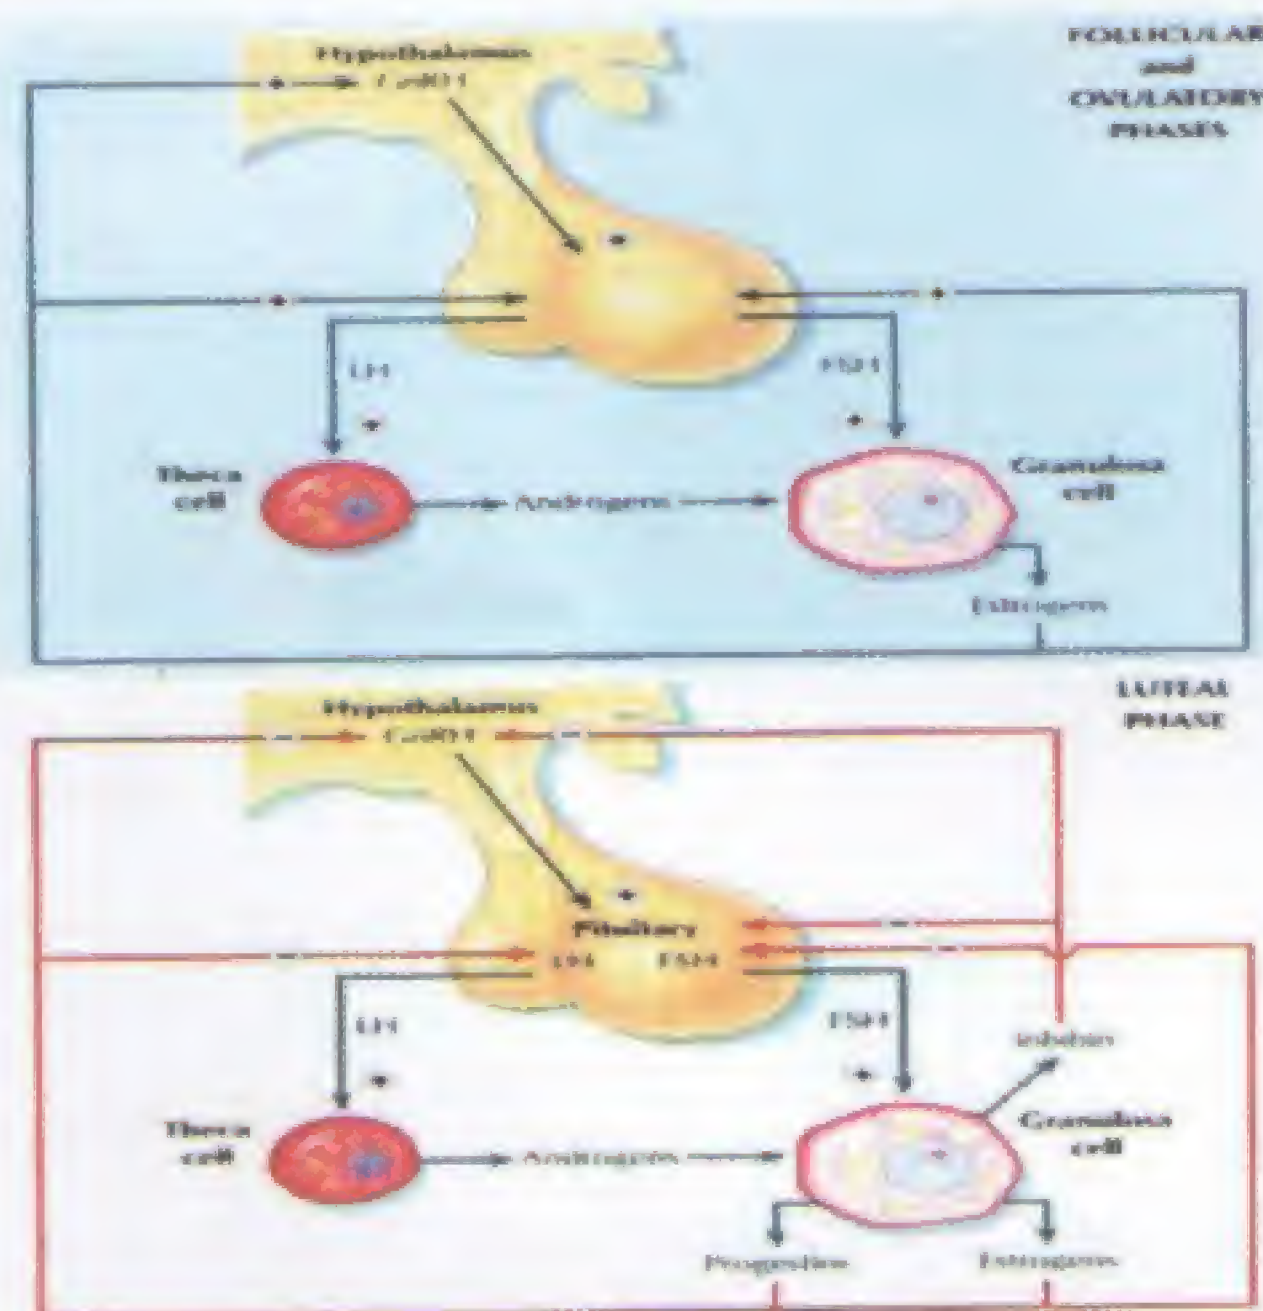 FOLLICULAR
and
OVULATORY
PHASES
Hypothalamus
GnRH
LH
FSH
Theca
cell
Androgens
Granulosa
cell
Estrogens
LUTEAL
PHASE
Hypothalamus
GnRH
Pituitary
LH FSH
LH
FSH
Inhibin
Theca
cell
Androgens
Granulosa
cell
Progestins
Estrogens